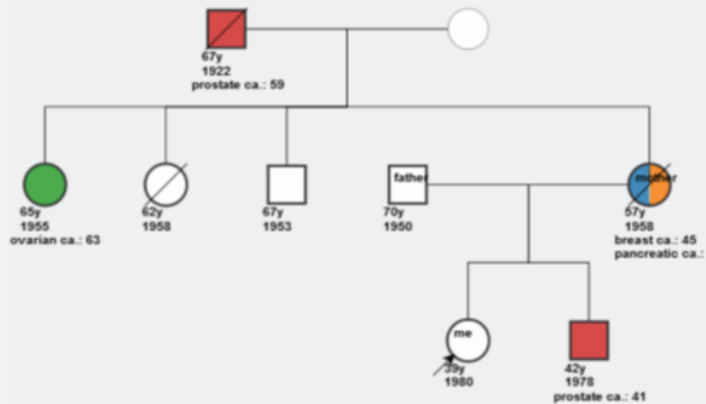 67y
1922
prostate ca.: 59
65y
1955
ovarian ca.: 63
62y
1958
67y
1953
father
70y
1950
mother
57y
1958
breast ca.: 45
pancreatic ca.:
me
39y
1980
42y
1978
prostate ca.: 41